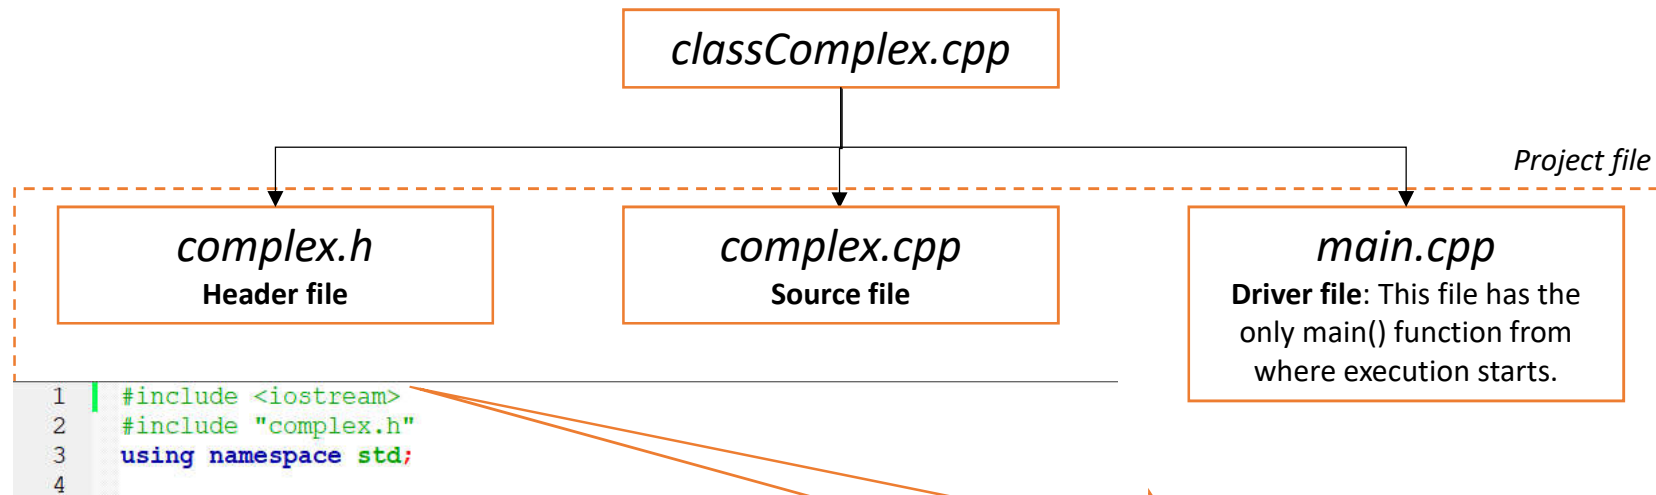 classComplex.cpp
Project file
complex.h
Header file
complex.cpp
Source file
main.cpp
Driver file: This file has the
only main() function from
where execution starts.
1 #include <iostream>
2 #include "complex.h"
3 using namespace std;
4